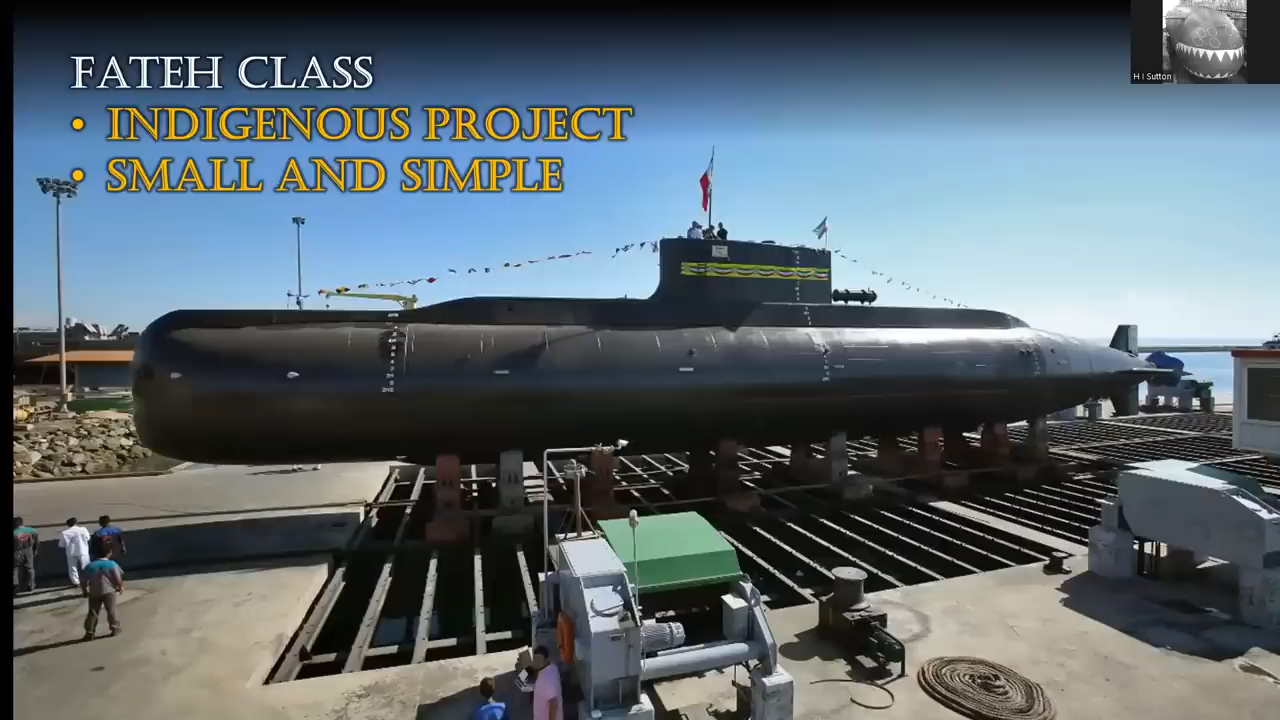 FATEH CLASS
• INDIGENOUS PROJECT
• SMALL AND SIMPLE
H I Sutton